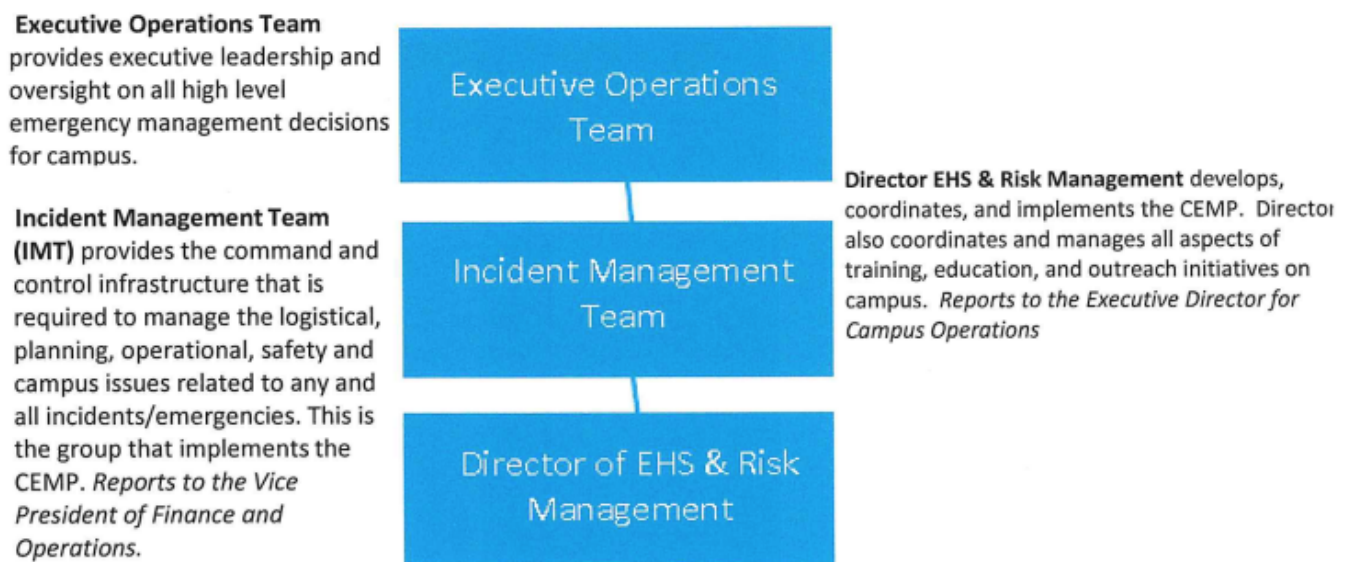 Executive Operations Team
provides executive leadership and
oversight on all high level
emergency management decisions
for campus.
Incident Management Team
(IMT) provides the command and
control infrastructure that is
required to manage the logistical,
planning, operational, safety and
campus issues related to any and
all incidents/emergencies. This is
the group that implements the
CEMP. Reports to the Vice
President of Finance and
Operations.
Executive Operations
Team
Incident Management
Team
Director of EHS & Risk
Management
Director EHS & Risk Management develops,
coordinates, and implements the CEMP. Director
also coordinates and manages all aspects of
training, education, and outreach initiatives on
campus. Reports to the Executive Director for
Campus Operations